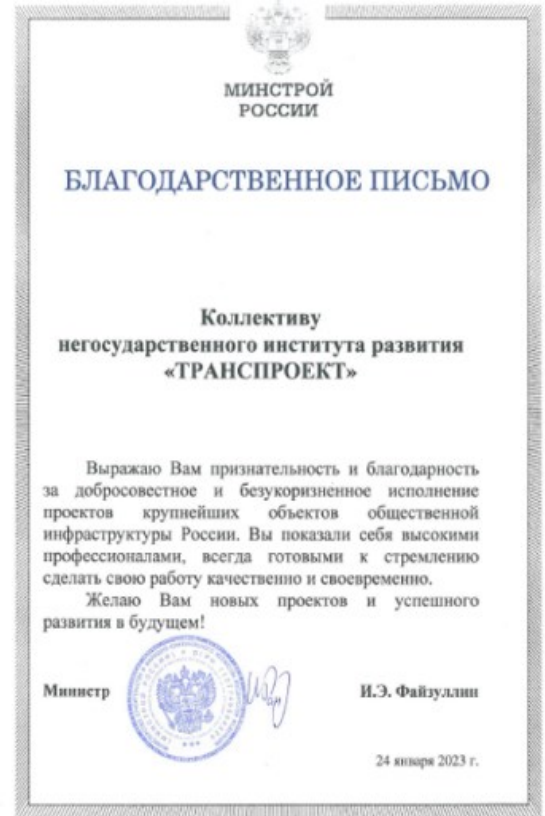 МИНСТРОЙ
РОССИИ
БЛАГОДАРСТВЕННОЕ ПИСЬМО
Коллективу
негосударственного института развития
«ТРАНСПРОЕКТ»
Выражаю Вам признательность и благодарность
за добросовестное и безукоризненное исполнение
проектов крупнейших объектов общественной
инфраструктуры России. Вы показали себя высокими
профессионалами, всегда готовыми к стремлению
сделать свою работу качественно и своевременно.
Желаю Вам новых проектов и успешного
развития в будущем!
Министр
И.Э. Файзуллин
24 января 2023 г.